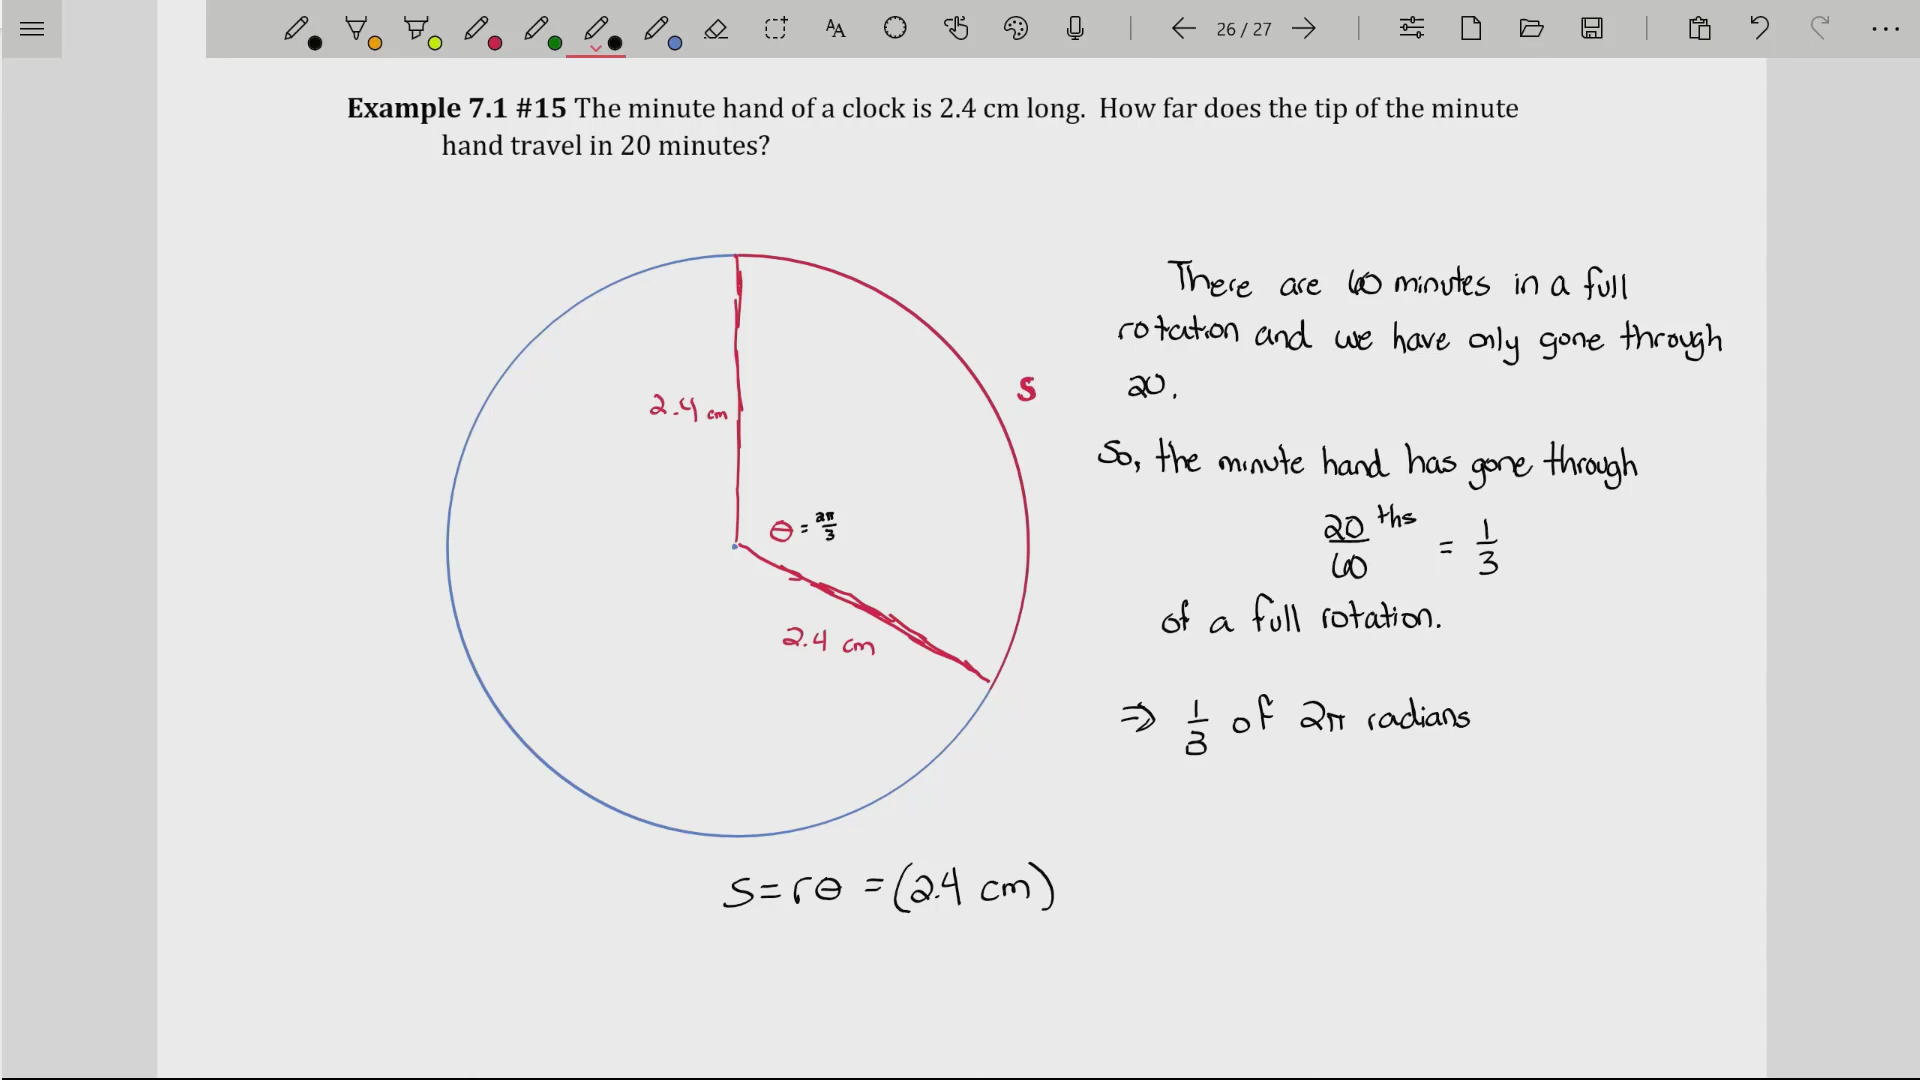 26 / 27
Example 7.1 #15 The minute hand of a clock is 2.4 cm long. How far does the tip of the minute
hand travel in 20 minutes?
There are 60 minutes in a full
rotation and we have only gone through
20.
S
2.4 cm
So, the minute hand has gone through
θ = 2π/3
20/60 ths = 1/3
of a full rotation.
2.4 cm
⇒ 1/3 of 2π radians
S = rθ = (2.4 cm)